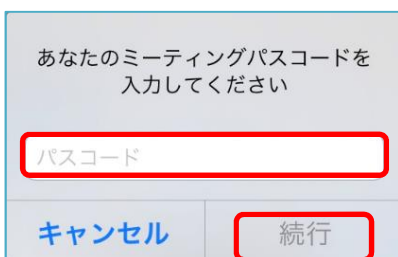 あなたのミーティングパスコードを
入力してください
パスコード
キャンセル
続行